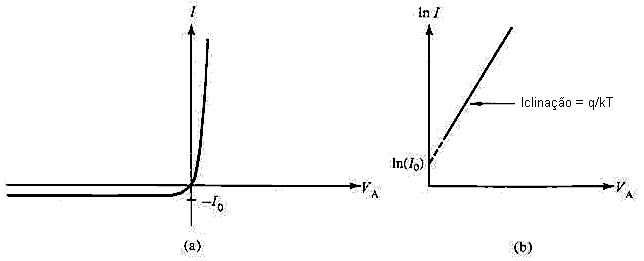 I
V_A
−I_0
(a)
ln I
Iclinação = q/kT
ln(I_0)
V_A
(b)